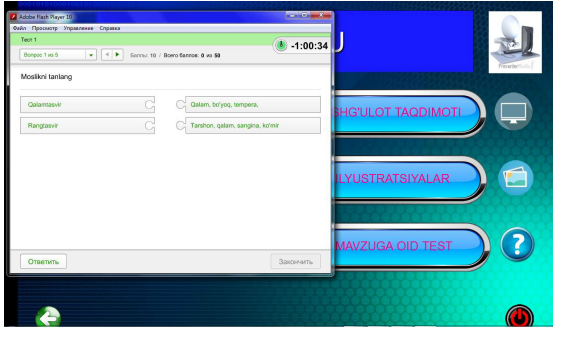 Adobe Flash Player 10
Файл Просмотр Управление Справка
Тест 1
Вопрос 1 из 5
Баллы: 10 / Всего баллов: 0 из 50
-1:00:34
Moslikni tanlang
Qalamtasvir
Qalam, bo'yoq, tempera,
Rangtasvir
Tarshon, qalam, sangina, ko'mir
Ответить
Закончить
U
SHG'ULOT TAQDIMOTI
ILYUSTRATSIYALAR
MAVZUGA OID TEST
?